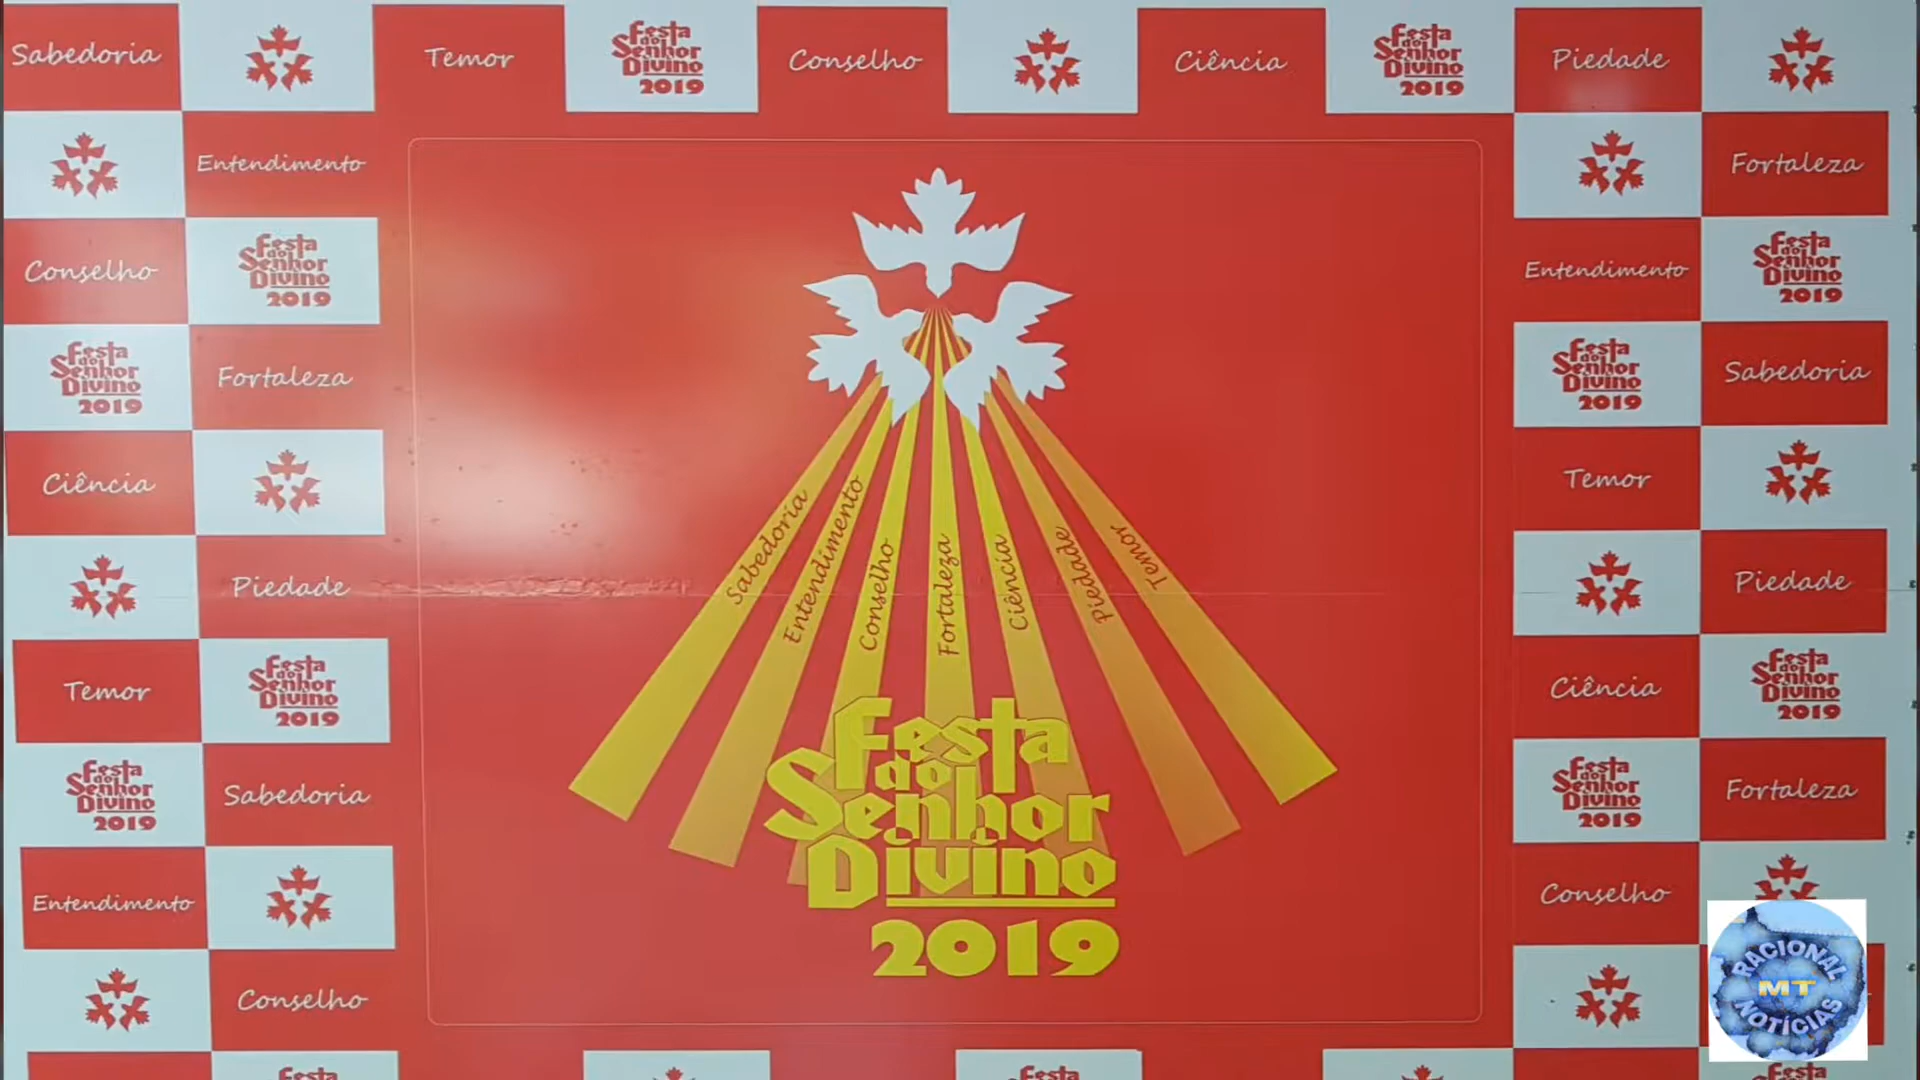 Sabedoria
Temor
Festa do Senhor Divino 2019
Conselho
Ciência
Festa do Senhor Divino 2019
Piedade
Entendimento
Fortaleza
Conselho
Festa do Senhor Divino 2019
Entendimento
Festa do Senhor Divino 2019
Festa do Senhor Divino 2019
Fortaleza
Festa do Senhor Divino 2019
Sabedoria
Ciência
Temor
Piedade
Piedade
Temor
Festa do Senhor Divino 2019
Ciência
Festa do Senhor Divino 2019
Festa do Senhor Divino 2019
Sabedoria
Festa do Senhor Divino 2019
Fortaleza
Entendimento
Conselho
Conselho
Sabedoria
Entendimento
Conselho
Fortaleza
Ciência
Piedade
Temor
Festa
do
Senhor
Divino
2019
RACIONAL
MT
NOTÍCIAS
Festa
Festa
Festa